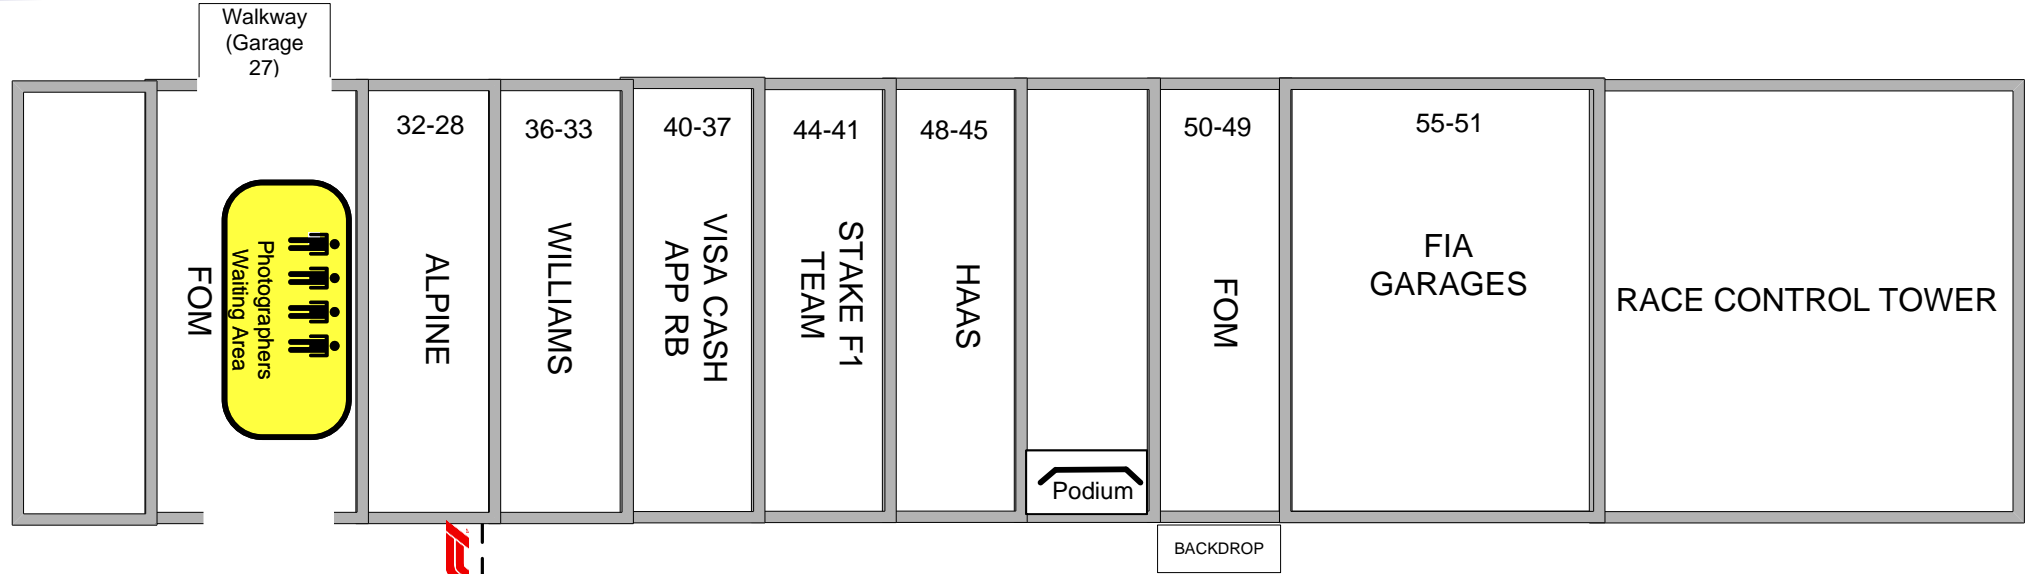 Walkway
(Garage
27)
FOM
Photographers
Waiting Area
32-28
ALPINE
36-33
WILLIAMS
40-37
VISA CASH
APP RB
44-41
STAKE F1
TEAM
48-45
HAAS
Podium
50-49
FOM
BACKDROP
55-51
FIA
GARAGES
RACE CONTROL TOWER